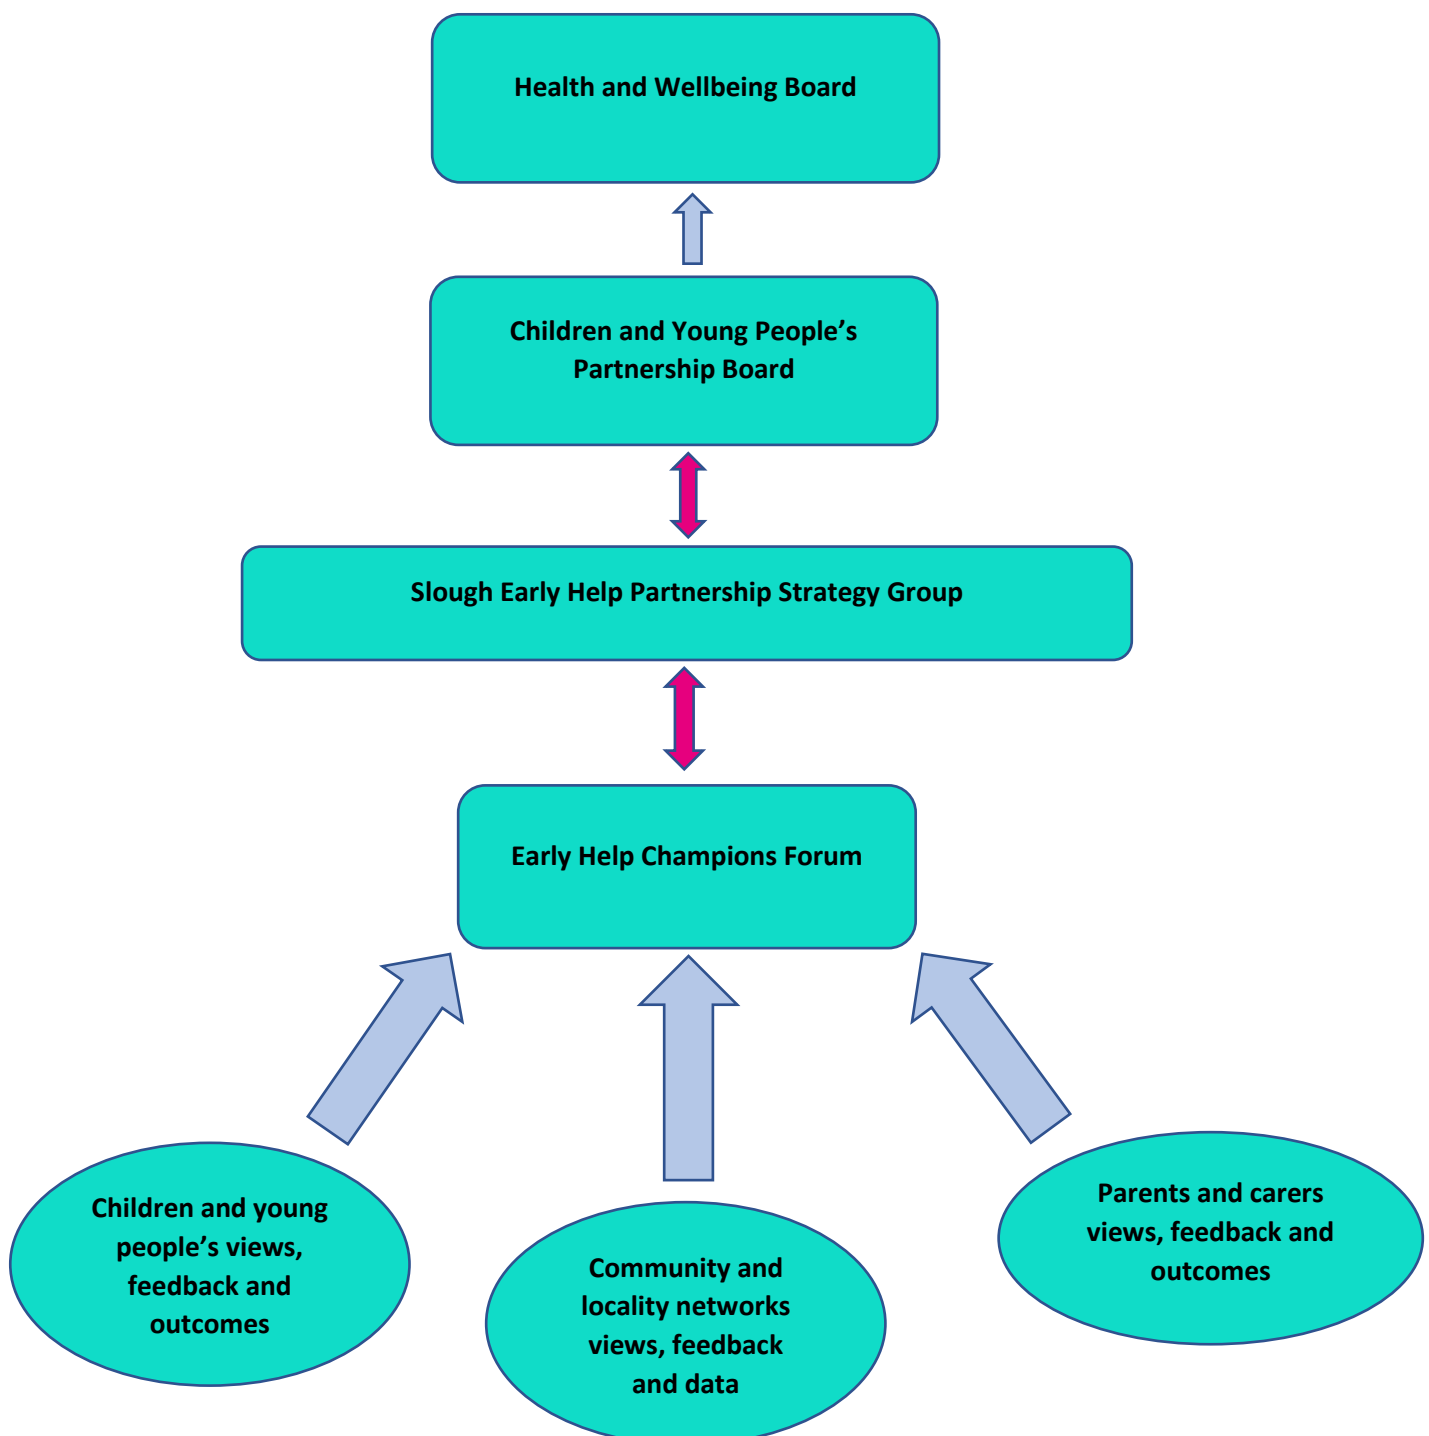 Health and Wellbeing Board
Children and Young People’s
Partnership Board
Slough Early Help Partnership Strategy Group
Early Help Champions Forum
Children and young
people’s views,
feedback and
outcomes
Community and
locality networks
views, feedback
and data
Parents and carers
views, feedback and
outcomes